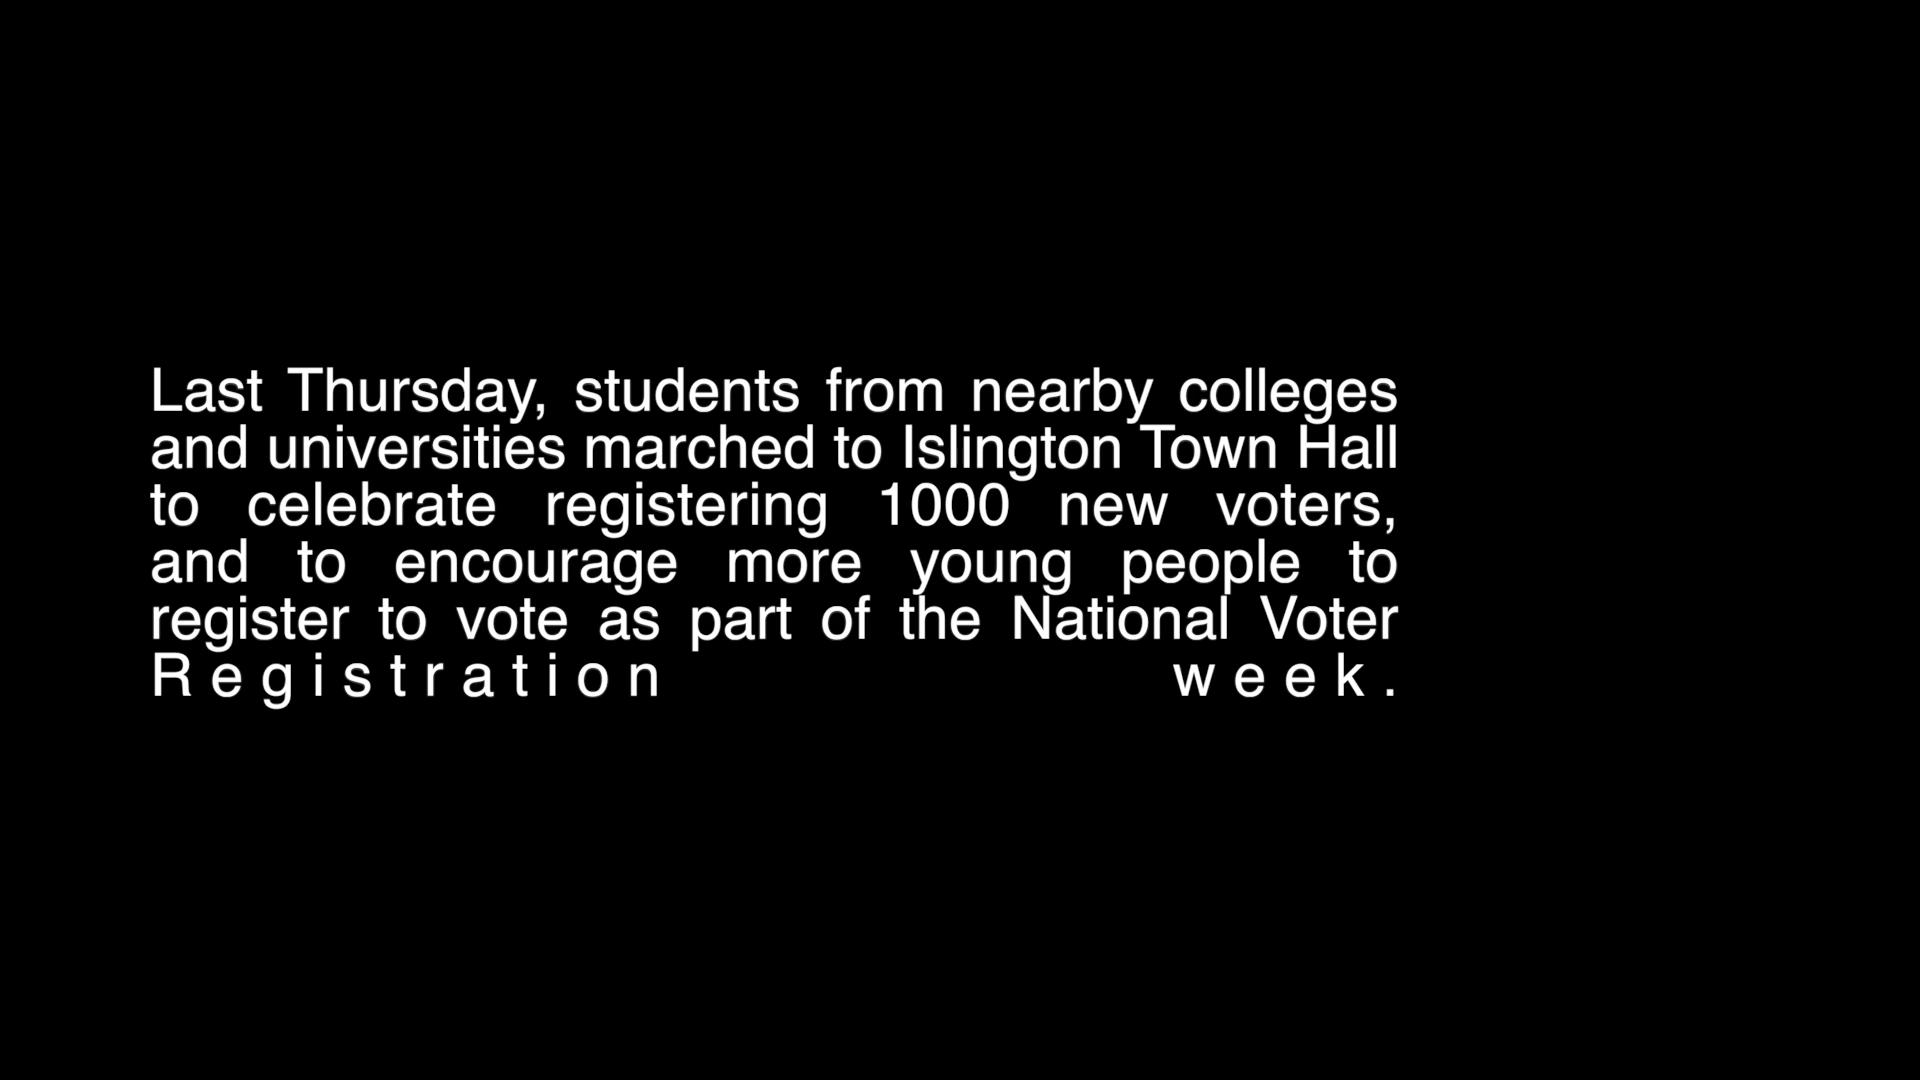 Last Thursday, students from nearby colleges
and universities marched to Islington Town Hall
to celebrate registering 1000 new voters,
and to encourage more young people to
register to vote as part of the National Voter
Registration week.